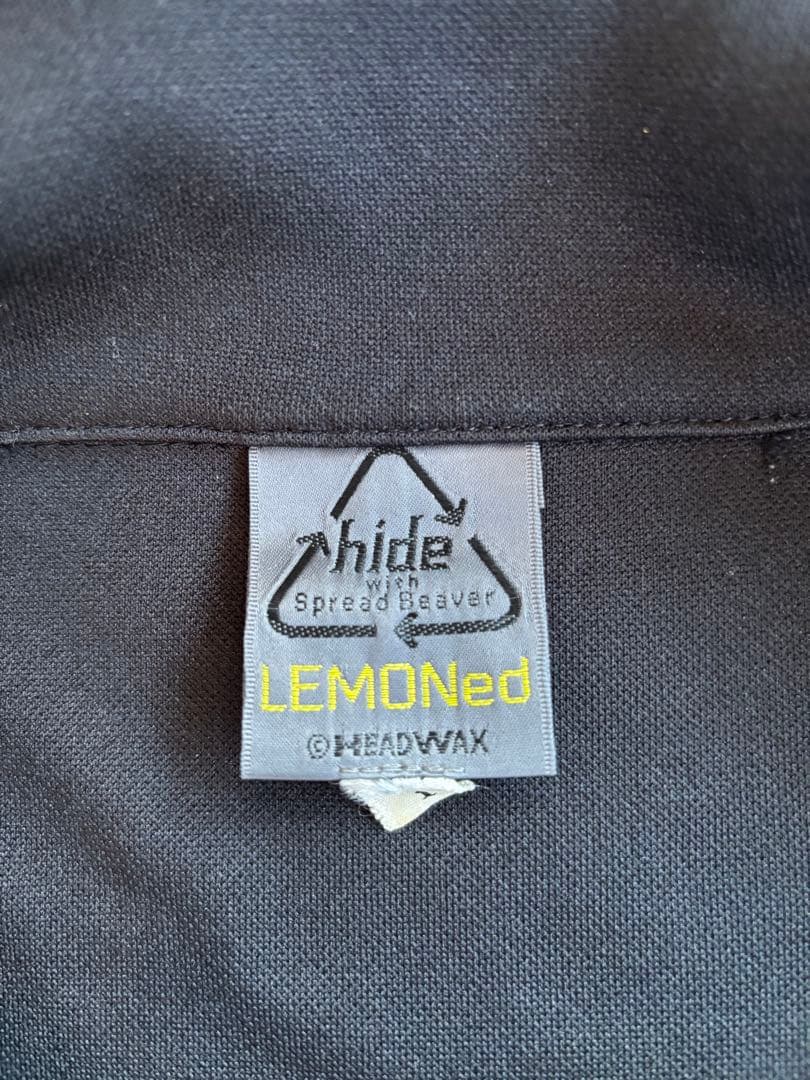 hide
with
Spread Beaver
LEMONed
©HEADWAX